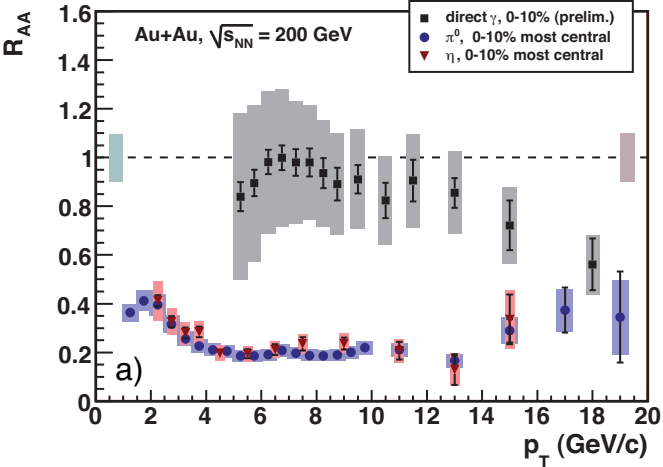 R_AA
1.6
1.4
1.2
1
0.8
0.6
0.4
0.2
0
Au+Au, √s_NN = 200 GeV
direct γ, 0-10% (prelim.)
π⁰, 0-10% most central
η, 0-10% most central
a)
0 2 4 6 8 10 12 14 16 18 20
p_T (GeV/c)